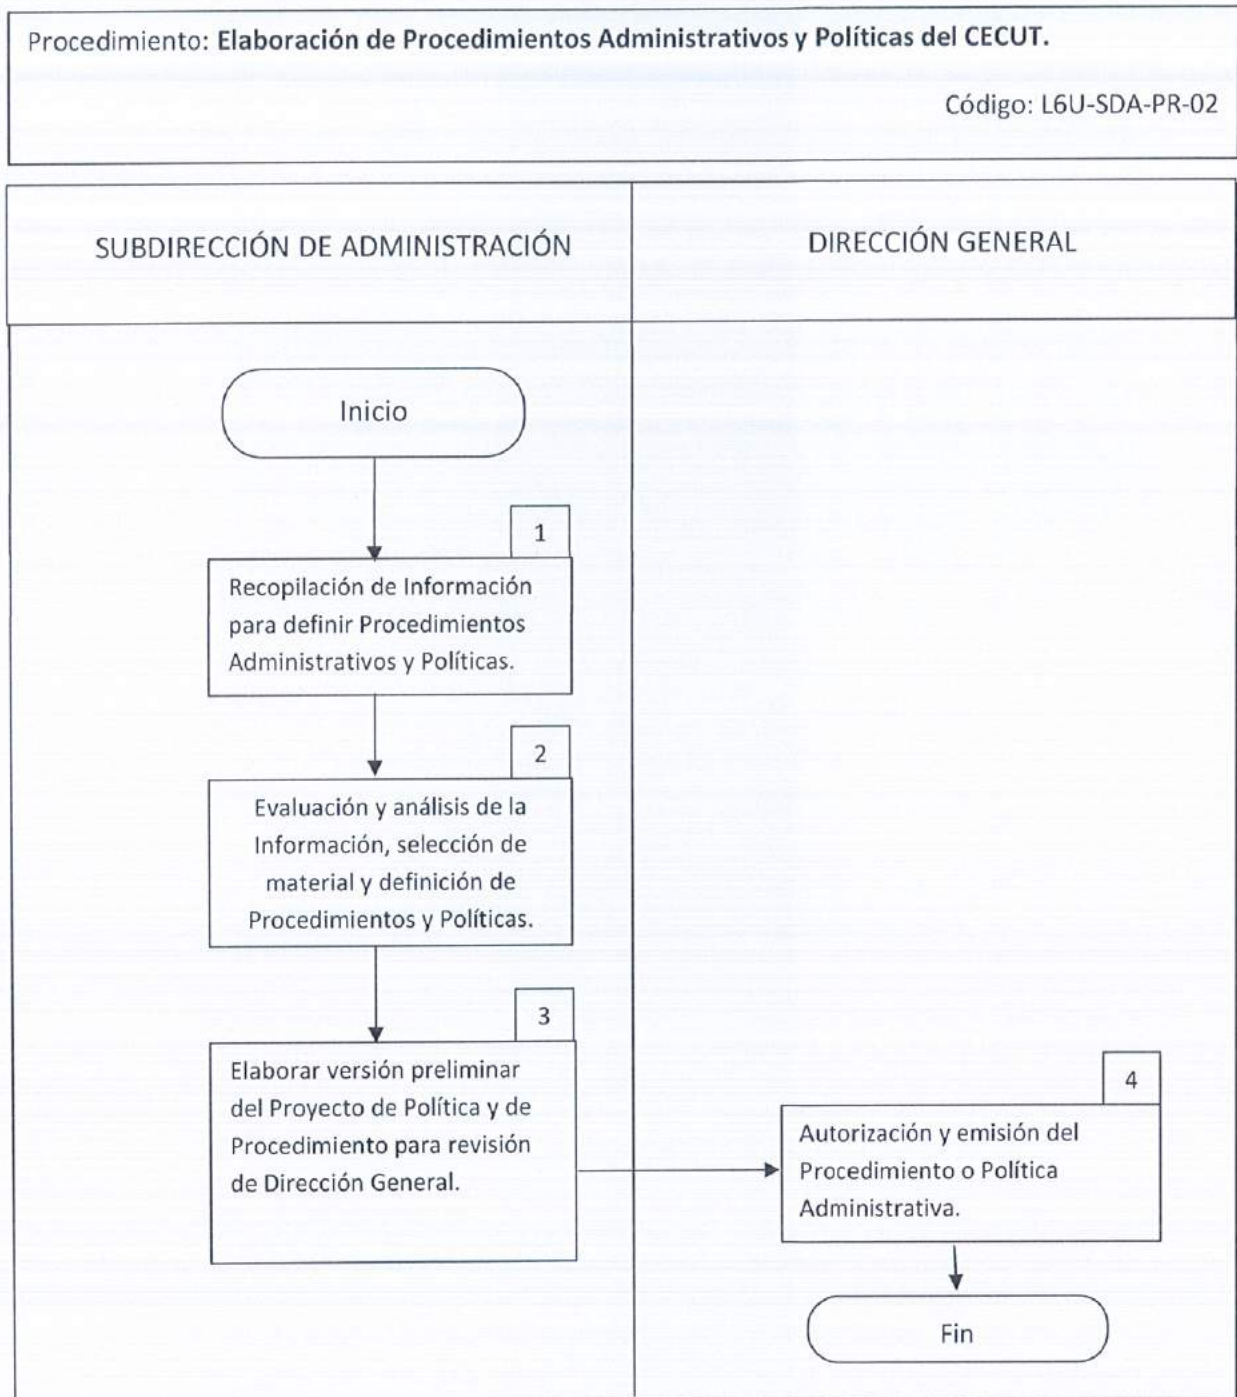 Procedimiento: Elaboración de Procedimientos Administrativos y Políticas del CECUT.
Código: L6U-SDA-PR-02
SUBDIRECCIÓN DE ADMINISTRACIÓN
DIRECCIÓN GENERAL
Inicio
1
Recopilación de Información
para definir Procedimientos
Administrativos y Políticas.
2
Evaluación y análisis de la
Información, selección de
material y definición de
Procedimientos y Políticas.
3
Elaborar versión preliminar
del Proyecto de Política y de
Procedimiento para revisión
de Dirección General.
4
Autorización y emisión del
Procedimiento o Política
Administrativa.
Fin